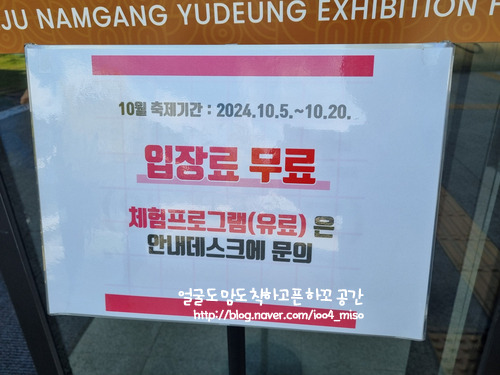 JU NAMGANG YUDEUNG EXHIBITION
10월 축제기간 : 2024.10.5.~10.20.
입장료 무료
체험프로그램(유료) 은
안내데스크에 문의
얼굴도 맘도 착하고픈 하꼬 공간
http://blog.naver.com/ioo4_miso